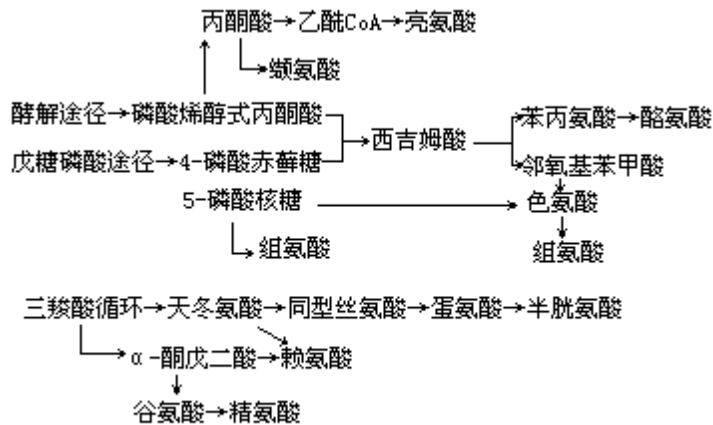 丙酮酸→乙酰CoA→亮氨酸
缬氨酸
酵解途径→磷酸烯醇式丙酮酸
西吉姆酸
苯丙氨酸→酪氨酸
戊糖磷酸途径→4-磷酸赤藓糖
邻氧基苯甲酸
5-磷酸核糖
色氨酸
组氨酸
组氨酸
三羧酸循环→天冬氨酸→同型丝氨酸→蛋氨酸→半胱氨酸
α-酮戊二酸→赖氨酸
谷氨酸→精氨酸